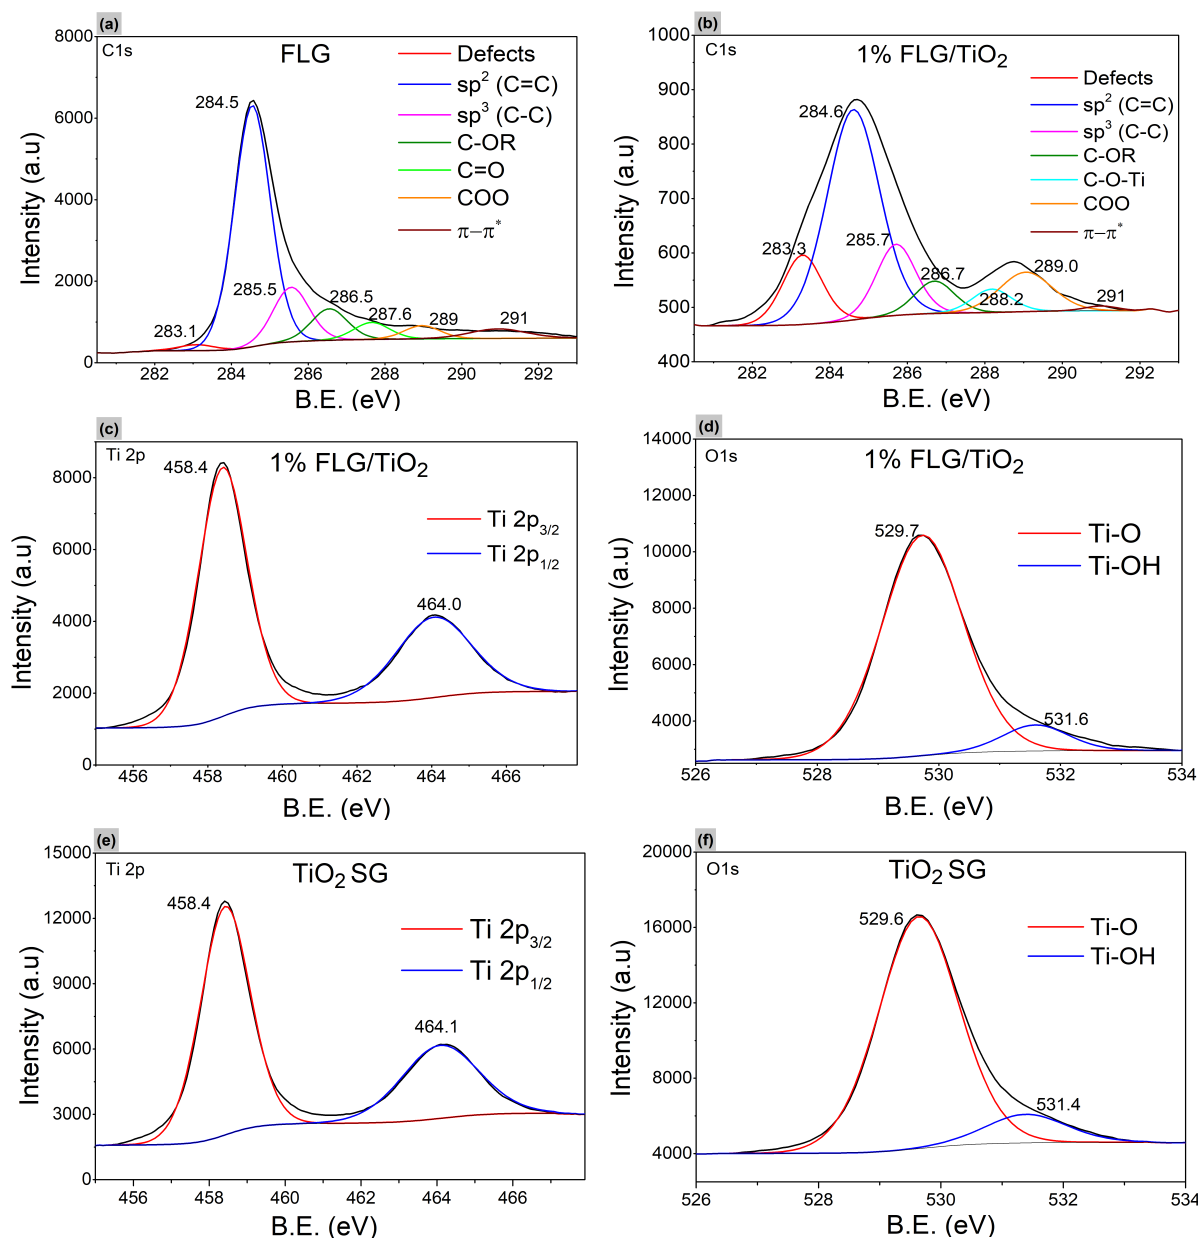 (a)
C1s
FLG
Defects
sp² (C=C)
sp³ (C-C)
C-OR
C=O
COO
π–π*
284.5
283.1
285.5
286.5
287.6
289
291
8000
6000
4000
2000
0
282 284 286 288 290 292
Intensity (a.u)
B.E. (eV)
(b)
C1s
1% FLG/TiO₂
Defects
sp² (C=C)
sp³ (C-C)
C-OR
C-O-Ti
COO
π–π*
284.6
283.3
285.7
286.7
288.2
289.0
291
1000
900
800
700
600
500
400
282 284 286 288 290 292
Intensity (a.u)
B.E. (eV)
(c)
Ti 2p
1% FLG/TiO₂
458.4
464.0
Ti 2p₃/₂
Ti 2p₁/₂
8000
6000
4000
2000
0
456 458 460 462 464 466
Intensity (a.u)
B.E. (eV)
(d)
O1s
1% FLG/TiO₂
529.7
531.6
Ti-O
Ti-OH
14000
12000
10000
8000
6000
4000
526 528 530 532 534
Intensity (a.u)
B.E. (eV)
(e)
Ti 2p
TiO₂ SG
458.4
464.1
Ti 2p₃/₂
Ti 2p₁/₂
15000
12000
9000
6000
3000
0
456 458 460 462 464 466
Intensity (a.u)
B.E. (eV)
(f)
O1s
TiO₂ SG
529.6
531.4
Ti-O
Ti-OH
20000
16000
12000
8000
4000
526 528 530 532 534
Intensity (a.u)
B.E. (eV)